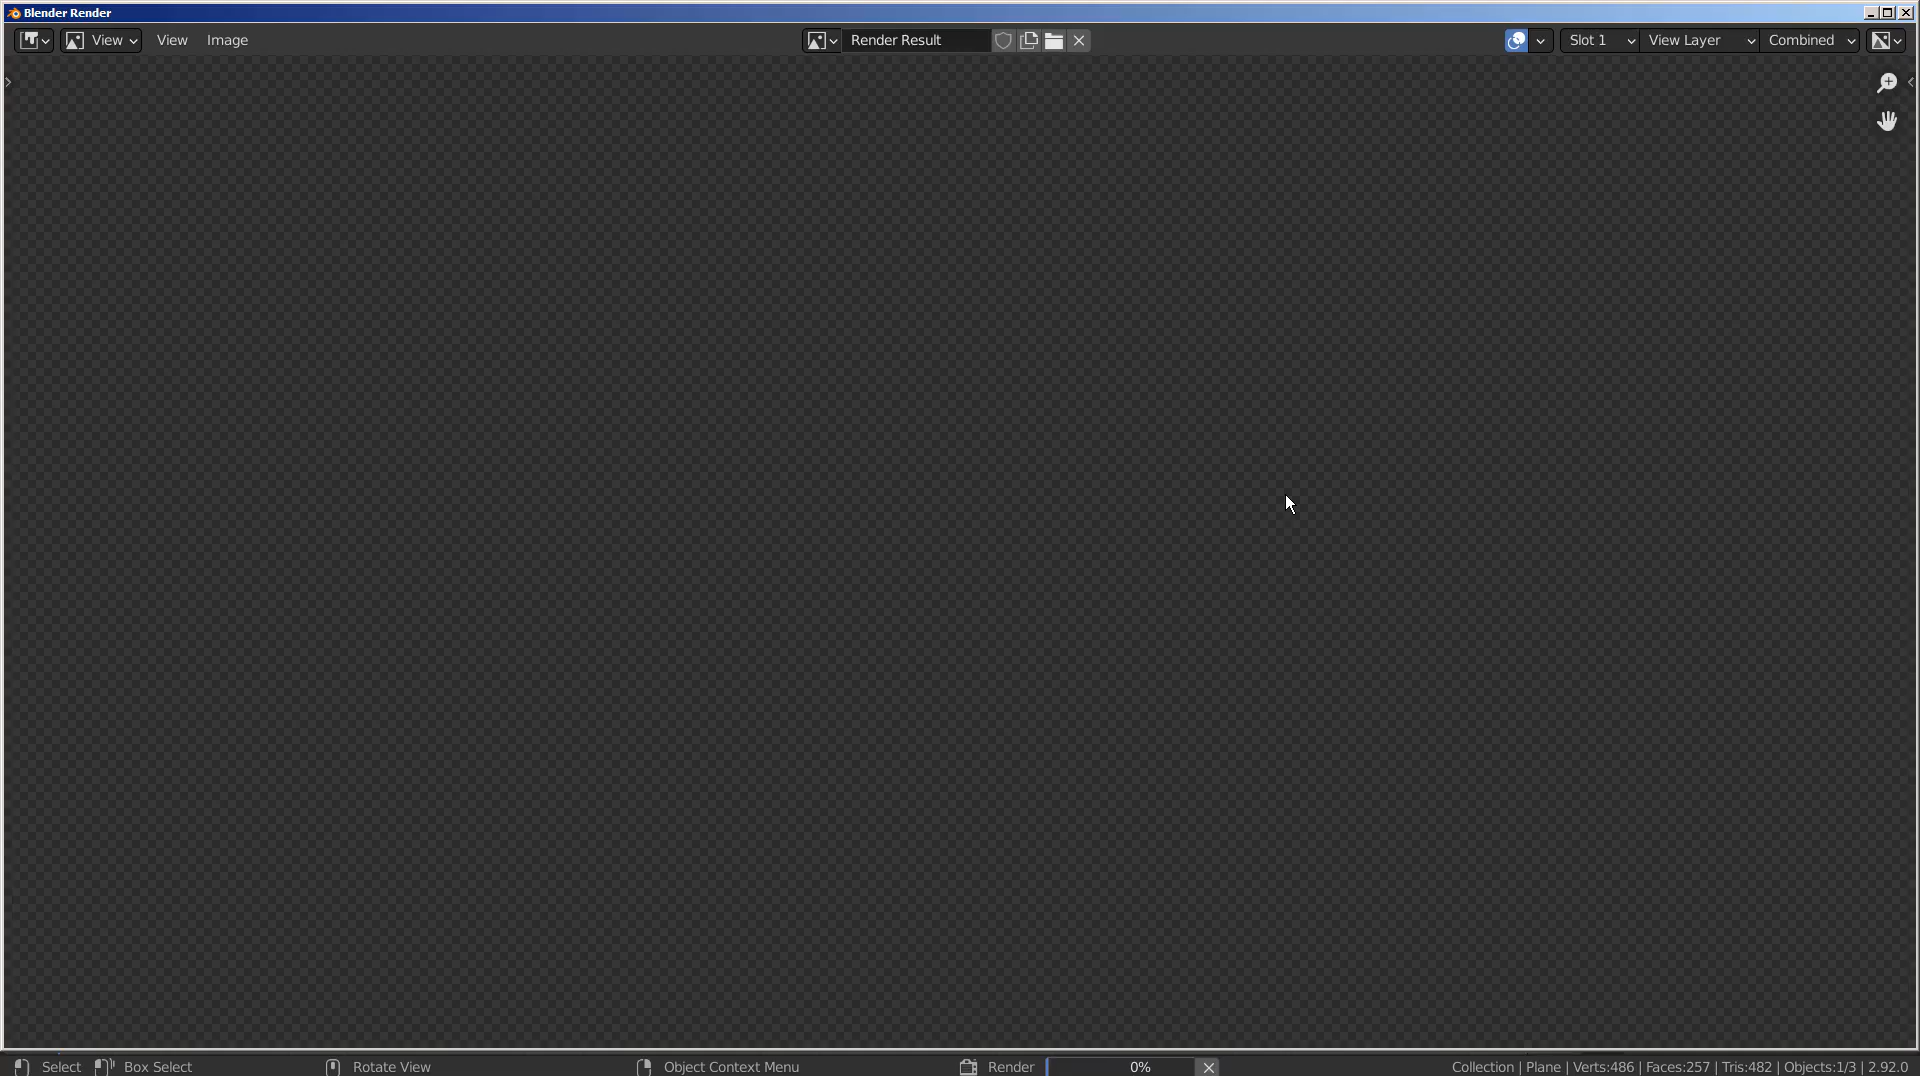 Blender Render
View View Image Render Result Slot 1 View Layer Combined
Select Box Select Rotate View Object Context Menu Render 0% Collection | Plane | Verts:486 | Faces:257 | Tris:482 | Objects:1/3 | 2.92.0